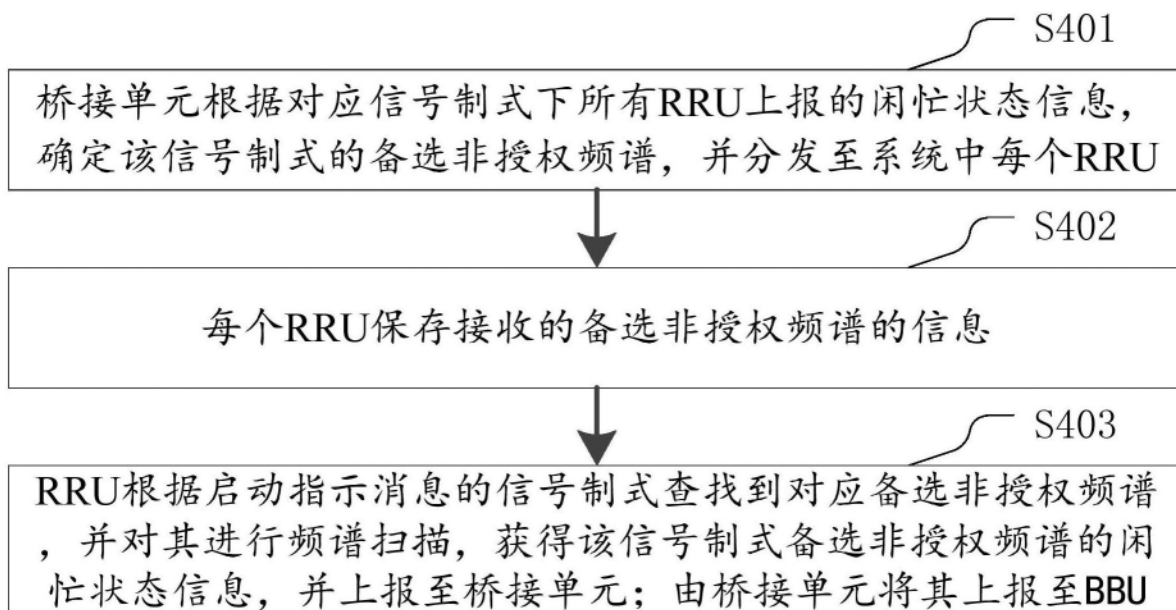 S401
桥接单元根据对应信号制式下所有RRU上报的闲忙状态信息，
确定该信号制式的备选非授权频谱，并分发至系统中每个RRU
S402
每个RRU保存接收的备选非授权频谱的信息
S403
RRU根据启动指示消息的信号制式查找到对应备选非授权频谱
，并对其进行频谱扫描，获得该信号制式备选非授权频谱的闲
忙状态信息，并上报至桥接单元；由桥接单元将其上报至BBU